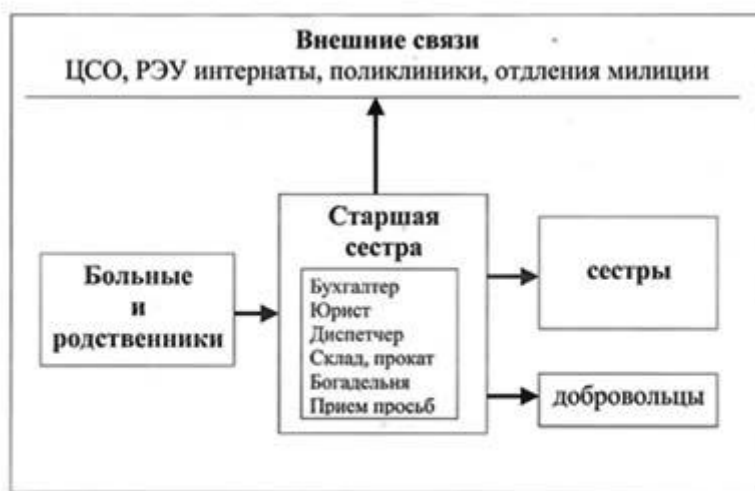 Внешние связи
ЦСО, РЭУ интернаты, поликлиники, отдления милиции
Старшая
сестра
Бухгалтер
Юрист
Диспетчер
Склад, прокат
Богадельня
Прием просьб
Больные
и
родственники
сестры
добровольцы